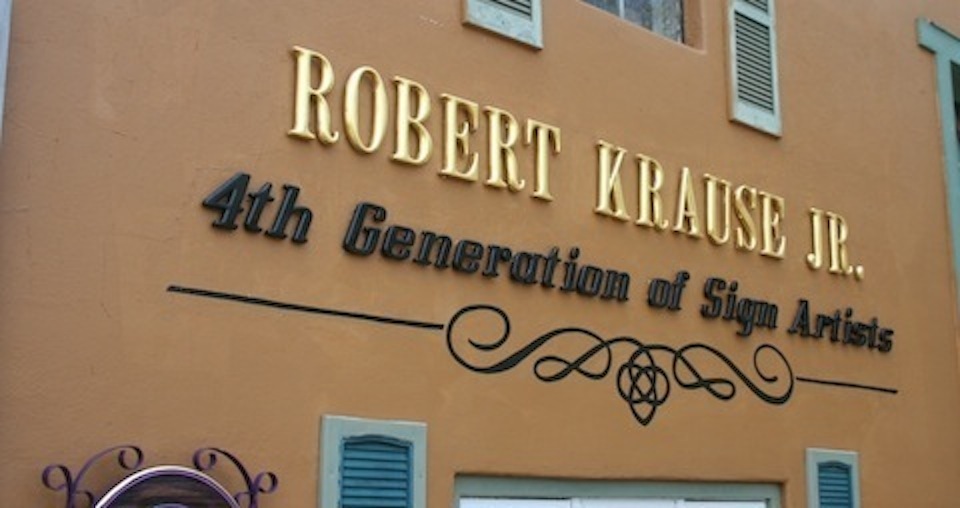 ROBERT KRAUSE JR.
4th Generation of Sign Artists